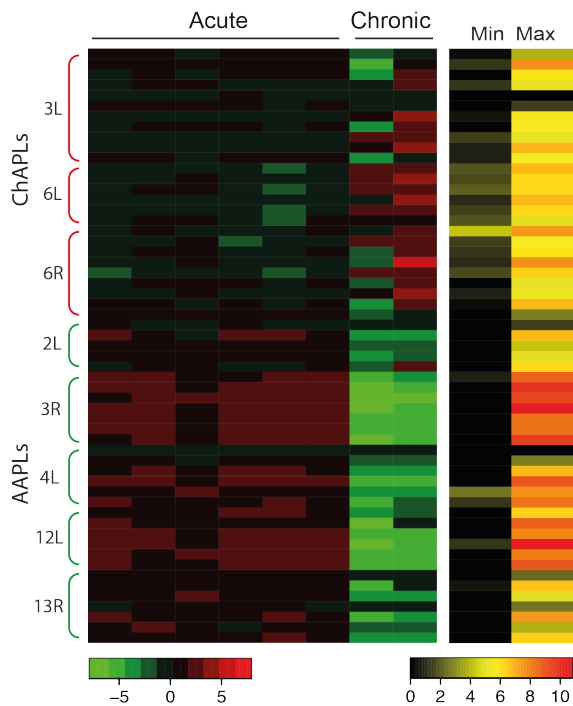 Acute Chronic
Min Max
ChAPLs
3L
6L
6R
AAPLs
2L
3R
4L
12L
13R
−5 0 5
0 2 4 6 8 10